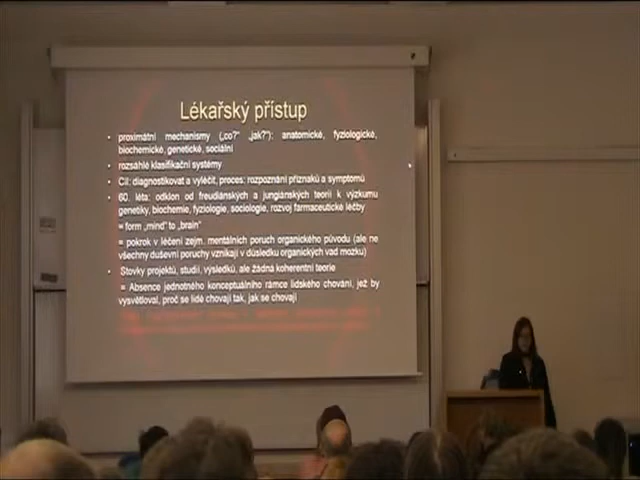 Lékařský přístup
• proximátní mechanismy („co?“ „jak?“): anatomické, fyziologické,
biochemické, genetické, sociální
• rozsáhlé klasifikační systémy
• Cíl: diagnostikovat a vyléčit, proces: rozpoznání příznaků a symptomů
• 60. léta: odklon od freudiánských a jungiánských teorií k výzkumu
genetiky, biochemie, fyziologie, sociologie, rozvoj farmaceutické léčby
= form „mind“ to „brain“
= pokrok v léčení zejm. mentálních poruch organického původu (ale ne
všechny duševní poruchy vznikají v důsledku organických vad mozku)
• Stovky projektů, studií, výsledků, ale žádná koherentní teorie
= Absence jednotného konceptuálního rámce lidského chování, jež by
vysvětloval, proč se lidé chovají tak, jak se chovají